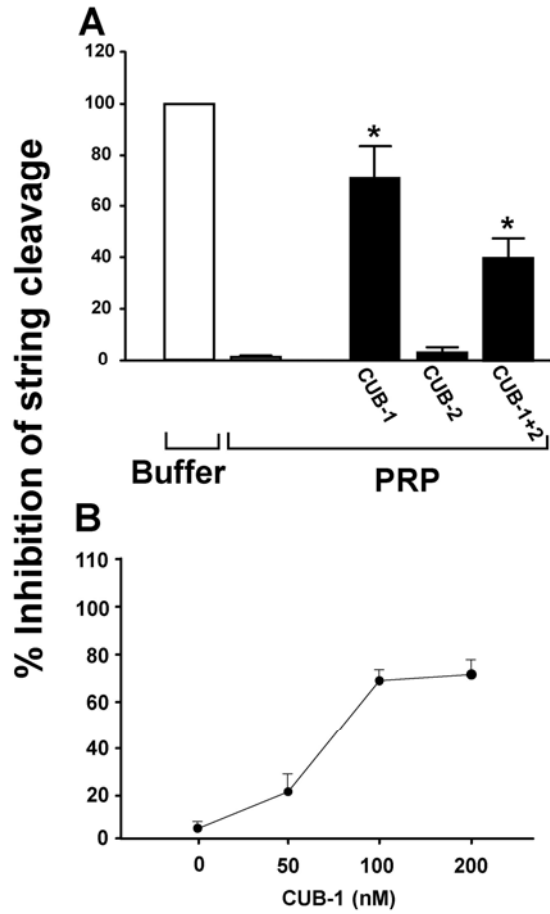 A
% Inhibition of string cleavage
120
100
80
60
40
20
0
*
*
CUB-1
CUB-2
CUB-1+2
Buffer
PRP
B
110
100
80
60
40
20
0
0 50 100 200
CUB-1 (nM)